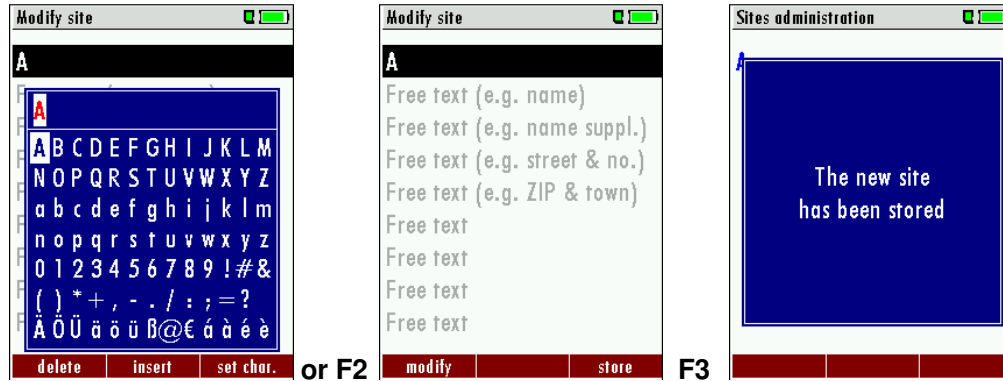 Modify site
A
A
A B C D E F G H I J K L M
N O P Q R S T U V W X Y Z
a b c d e f g h i j k l m
n o p q r s t u v w x y z
0 1 2 3 4 5 6 7 8 9 ! # &
( ) * + , - . / : ; = ?
Ä Ö Ü ä ö ü ß @ € á à é è
delete insert set char.
or F2
Modify site
A
Free text (e.g. name)
Free text (e.g. name suppl.)
Free text (e.g. street & no.)
Free text (e.g. ZIP & town)
Free text
Free text
Free text
Free text
modify store
F3
Sites administration
A
The new site
has been stored